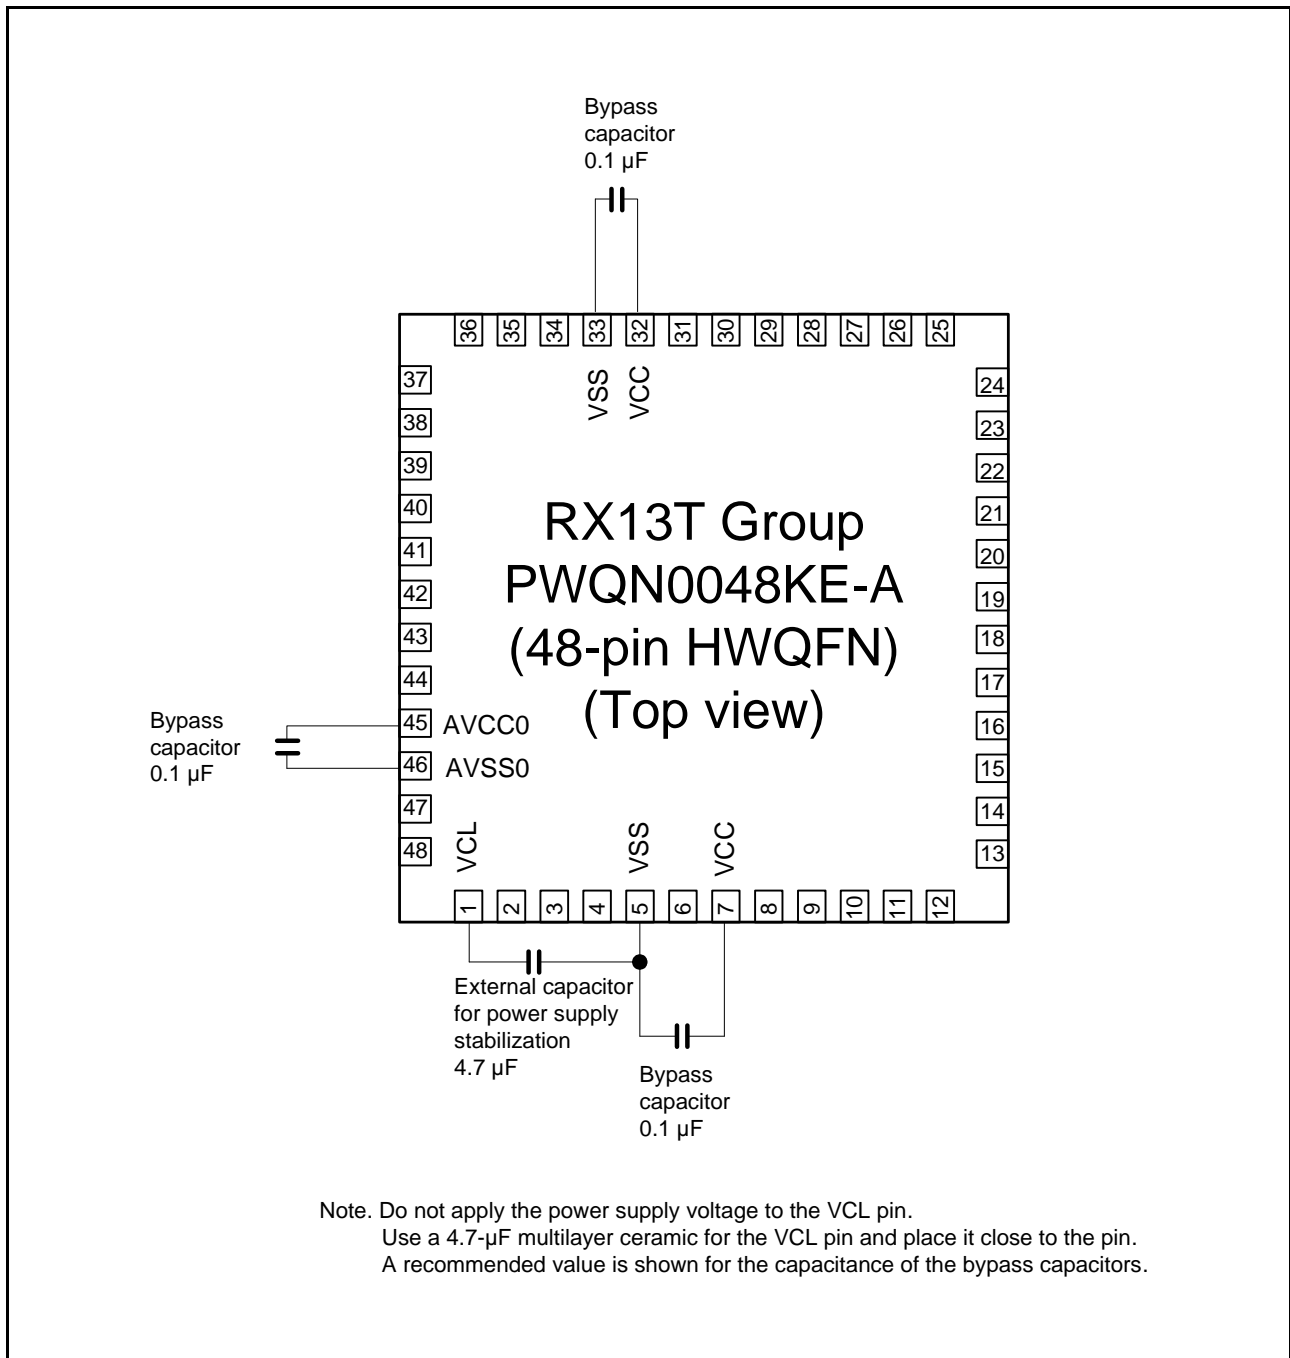 Bypass
capacitor
0.1 µF
36 35 34 33 32 31 30 29 28 27 26 25
VSS VCC
37
38
39
40
41
42
43
44
45 AVCC0
46 AVSS0
47
48
24
23
22
21
20
19
18
17
16
15
14
13
RX13T Group
PWQN0048KE-A
(48-pin HWQFN)
(Top view)
Bypass
capacitor
0.1 µF
VCL VSS VCC
1 2 3 4 5 6 7 8 9 10 11 12
External capacitor
for power supply
stabilization
4.7 µF
Bypass
capacitor
0.1 µF
Note. Do not apply the power supply voltage to the VCL pin.
Use a 4.7-µF multilayer ceramic for the VCL pin and place it close to the pin.
A recommended value is shown for the capacitance of the bypass capacitors.